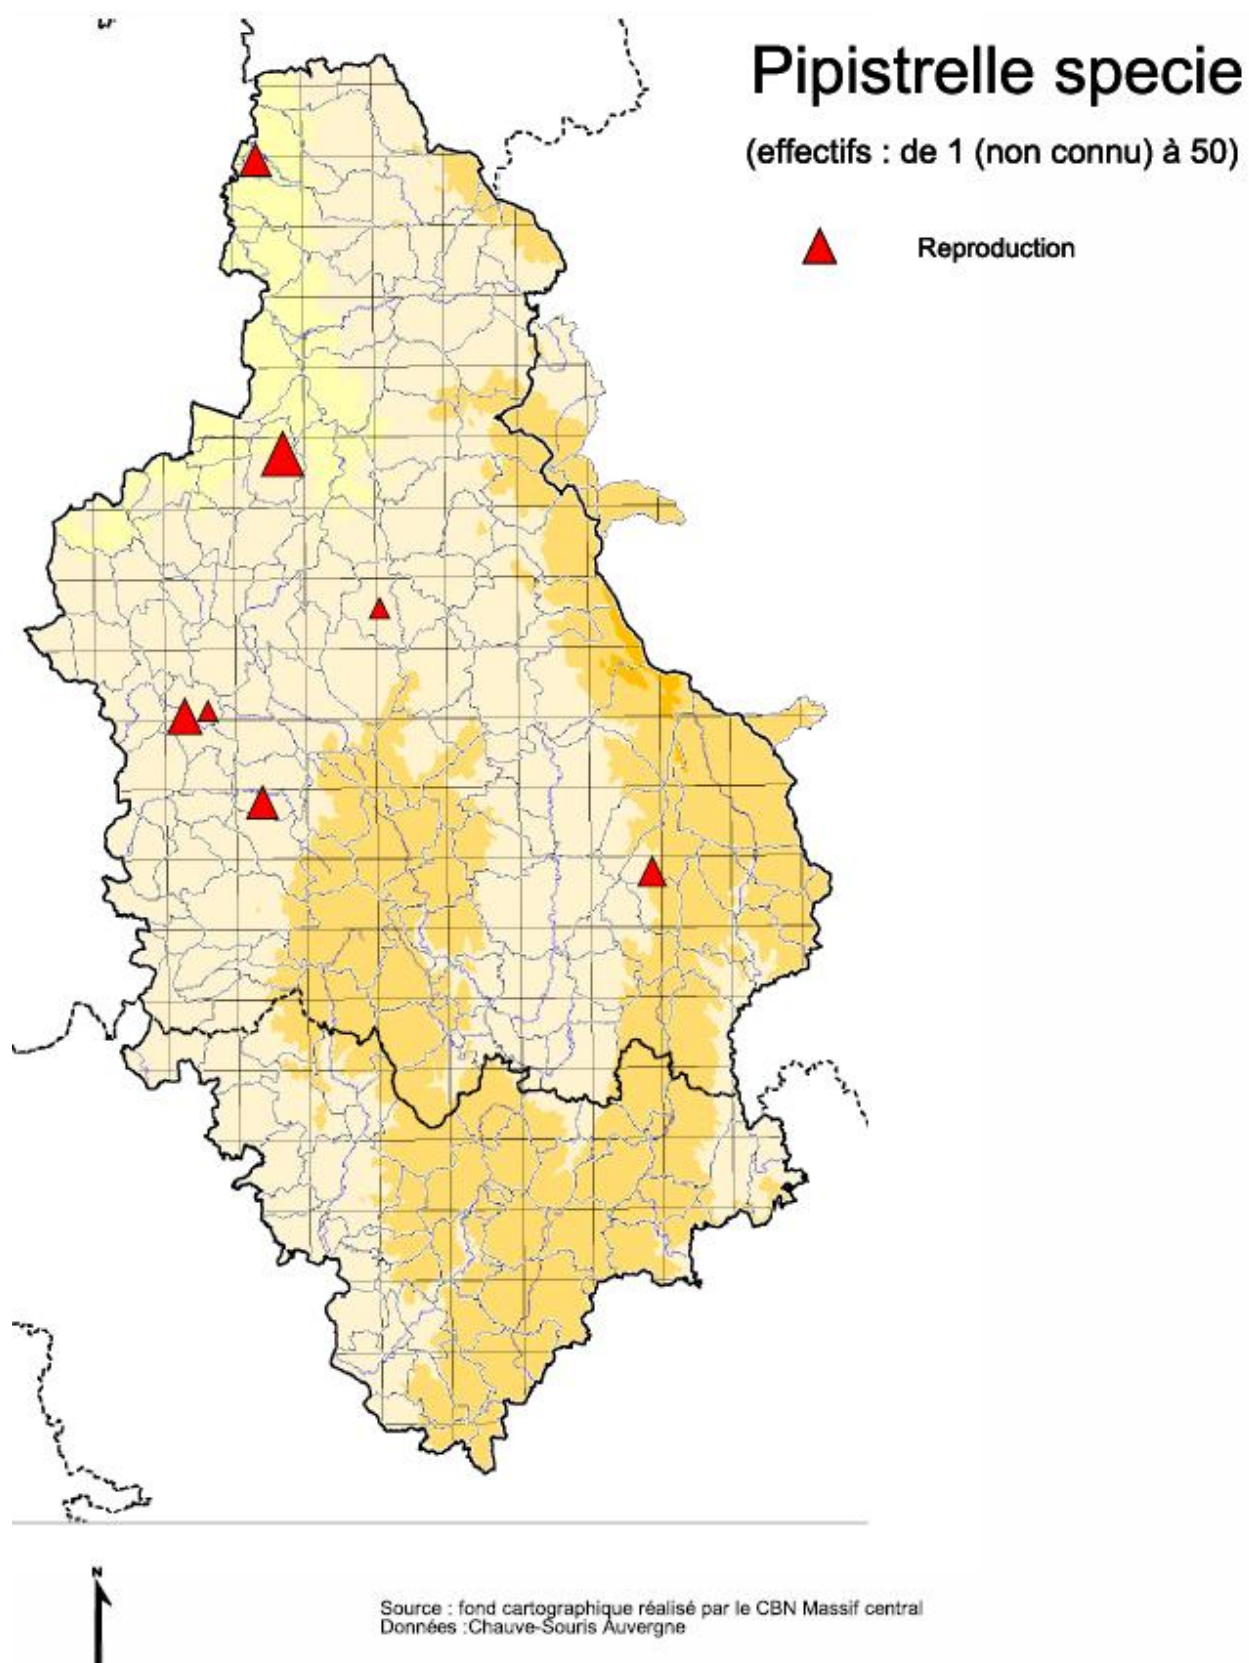 Pipistrelle specie
(effectifs : de 1 (non connu) à 50)
Reproduction
N
Source : fond cartographique réalisé par le CBN Massif central
Données :Chauve-Souris Auvergne